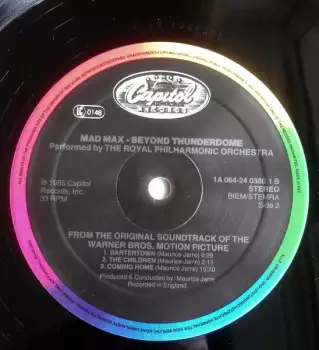 Capitol
RECORDS
0148
MAD MAX - BEYOND THUNDERDOME
Performed by THE ROYAL PHILHARMONIC ORCHESTRA
℗ 1985 Capitol
Records, Inc.
33 RPM
1A 064-24 0380 1 B
STEREO
BIEM/STEMRA
Side 2
FROM THE ORIGINAL SOUNDTRACK OF THE
WARNER BROS. MOTION PICTURE
1. BARTERTOWN (Maurice Jarre) 8:28
2. THE CHILDREN (Maurice Jarre) 2:11
3. COMING HOME (Maurice Jarre) 15:10
Produced & Conducted by: Maurice Jarre
Recorded in England